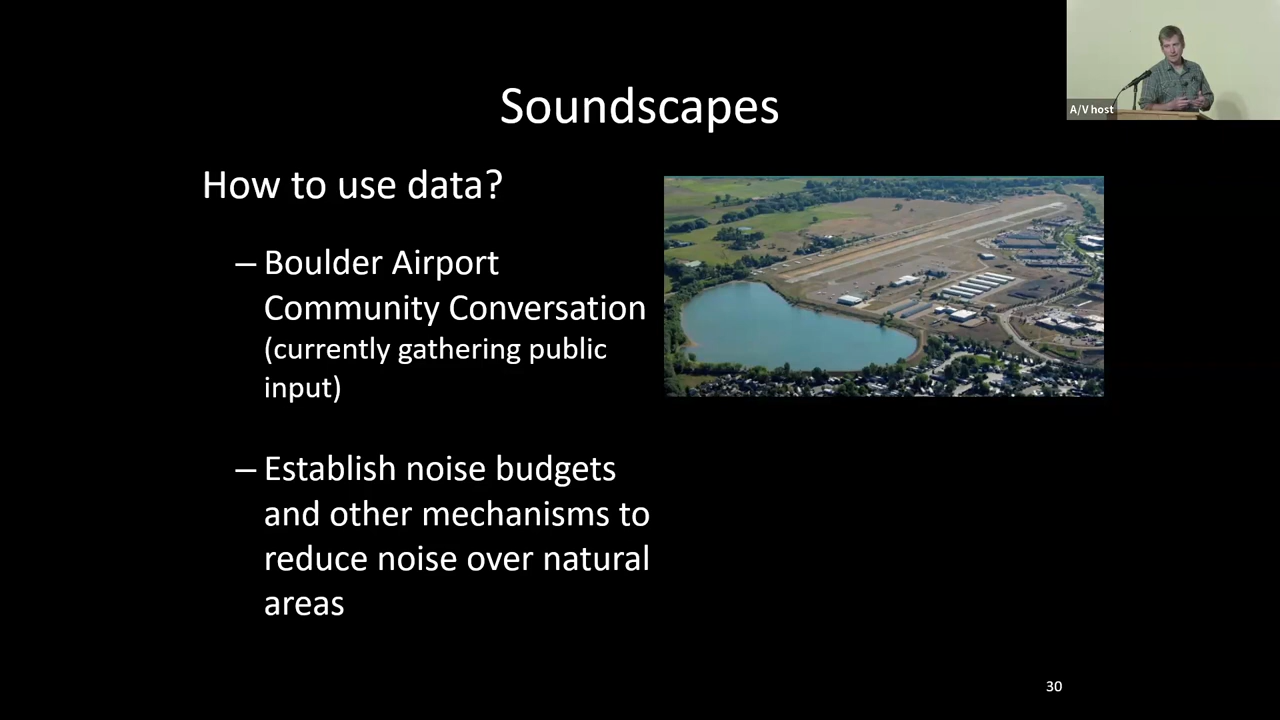 A/V host
Soundscapes
How to use data?
– Boulder Airport
Community Conversation
(currently gathering public
input)
– Establish noise budgets
and other mechanisms to
reduce noise over natural
areas
30